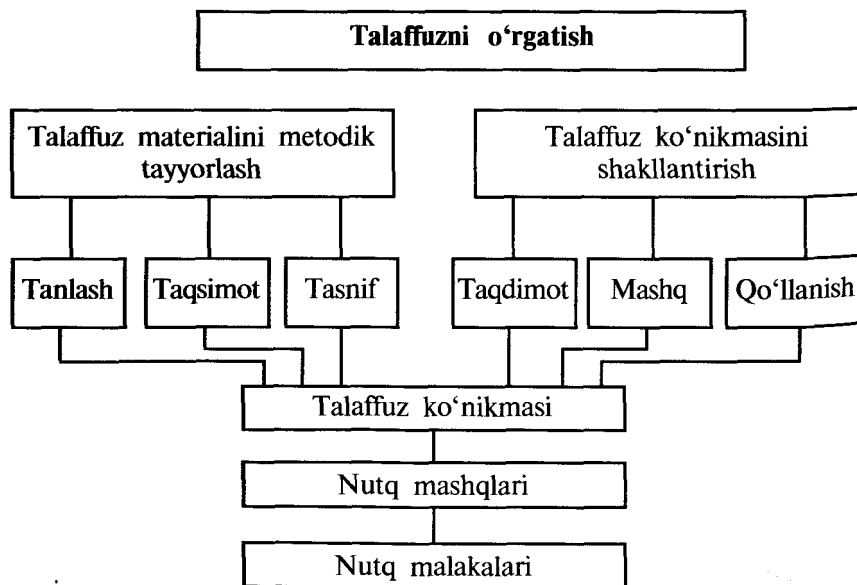 Talaffuzni o‘rgatish
Talaffuz materialini metodik
tayyorlash
Talaffuz ko‘nikmasini
shakllantirish
Tanlash
Taqsimot
Tasnif
Taqdimot
Mashq
Qo‘llanish
Talaffuz ko‘nikmasi
Nutq mashqlari
Nutq malakalari